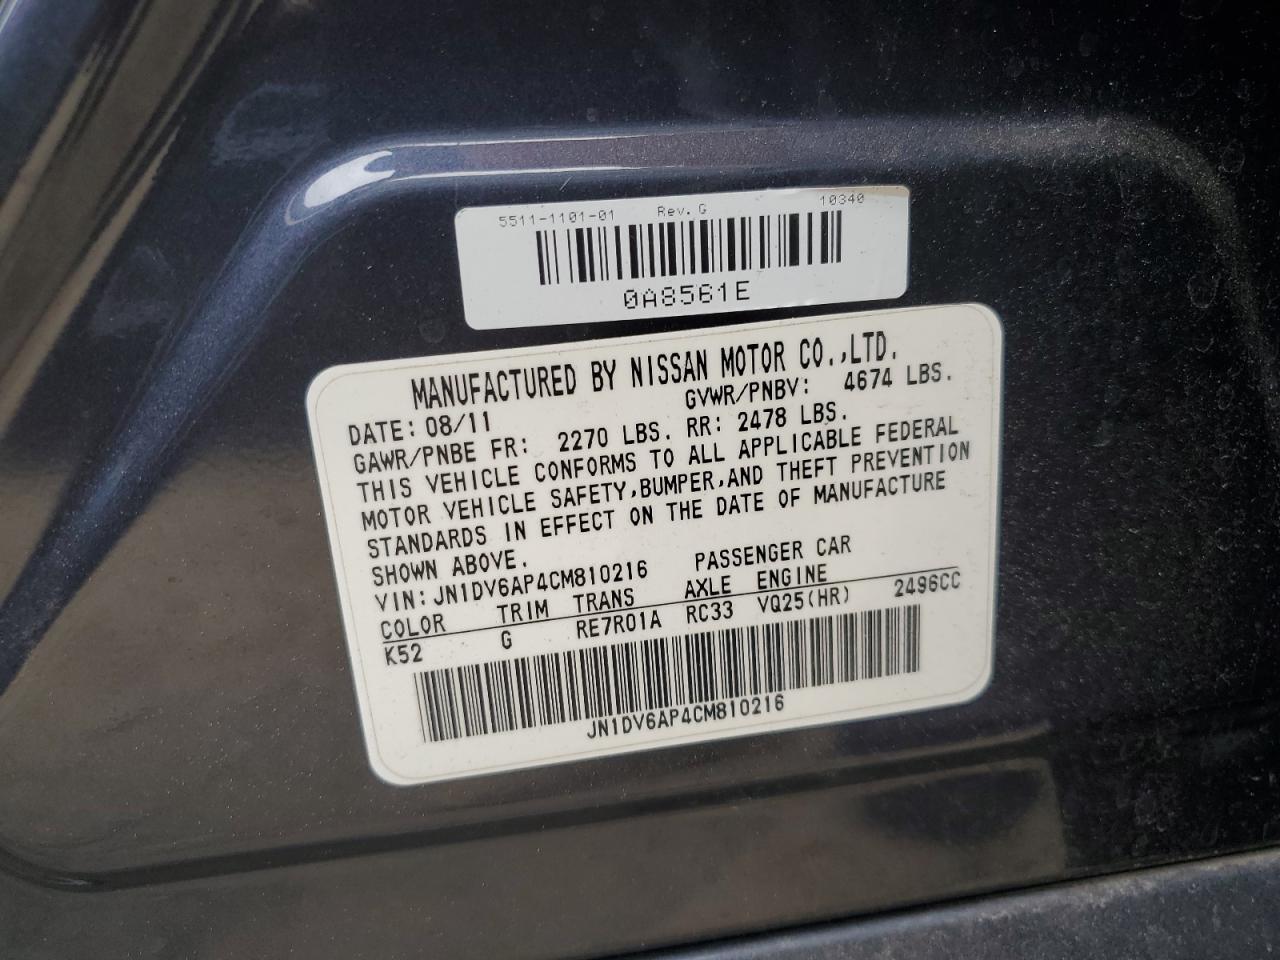 5511-1101-01 Rev. G 10340
0A8561E
MANUFACTURED BY NISSAN MOTOR CO.,LTD.
DATE: 08/11 GVWR/PNBV: 4674 LBS.
GAWR/PNBE FR: 2270 LBS. RR: 2478 LBS.
THIS VEHICLE CONFORMS TO ALL APPLICABLE FEDERAL
MOTOR VEHICLE SAFETY,BUMPER,AND THEFT PREVENTION
STANDARDS IN EFFECT ON THE DATE OF MANUFACTURE
SHOWN ABOVE.
VIN: JN1DV6AP4CM810216 PASSENGER CAR
COLOR TRIM TRANS AXLE ENGINE
K52 G RE7R01A RC33 VQ25(HR) 2496CC
JN1DV6AP4CM810216